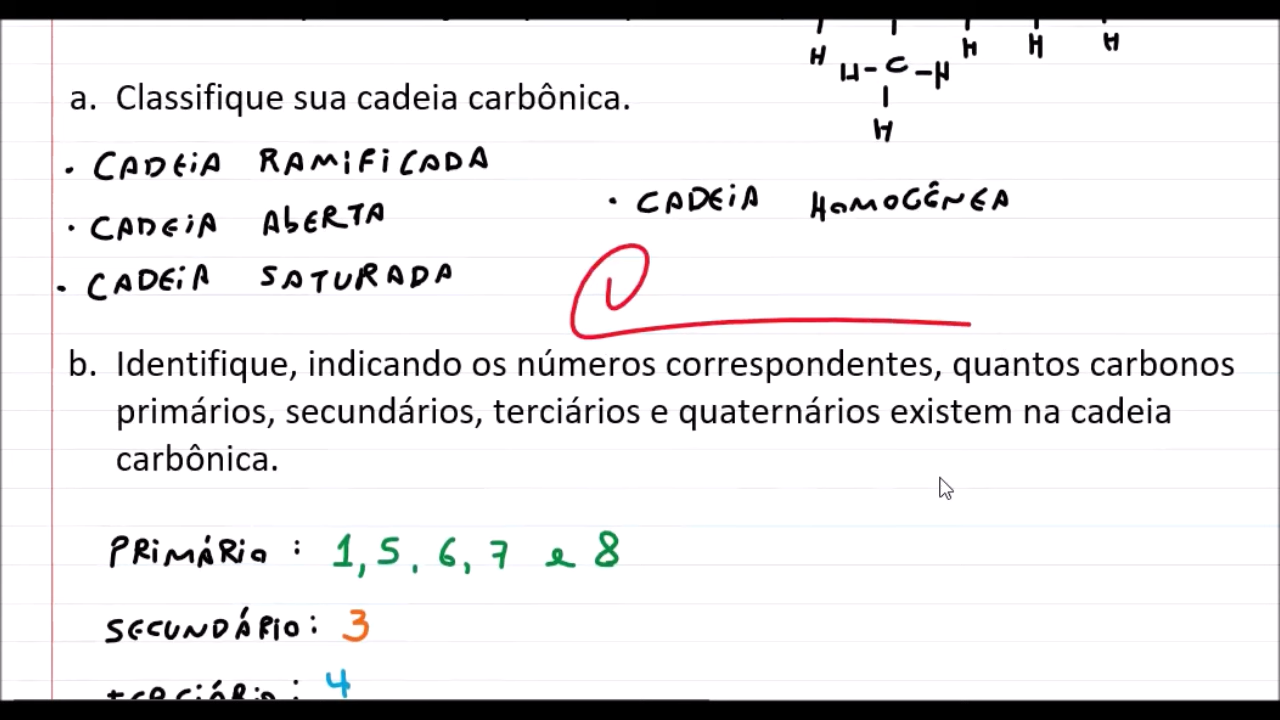 H
H
H
H
H-C-H
H
a. Classifique sua cadeia carbônica.
• CADEIA RAMIFICADA
• CADEIA HOMOGÊNEA
• CADEIA ABERTA
• CADEIA SATURADA
b. Identifique, indicando os números correspondentes, quantos carbonos
primários, secundários, terciários e quaternários existem na cadeia
carbônica.
PRIMÁRIO : 1, 5, 6, 7 e 8
SECUNDÁRIO: 3
terciário: 4